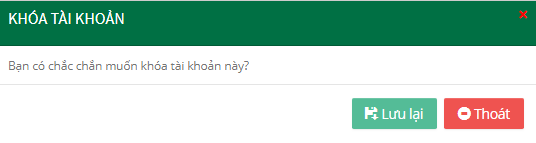 KHÓA TÀI KHOẢN
Bạn có chắc chắn muốn khóa tài khoản này?
Lưu lại Thoát